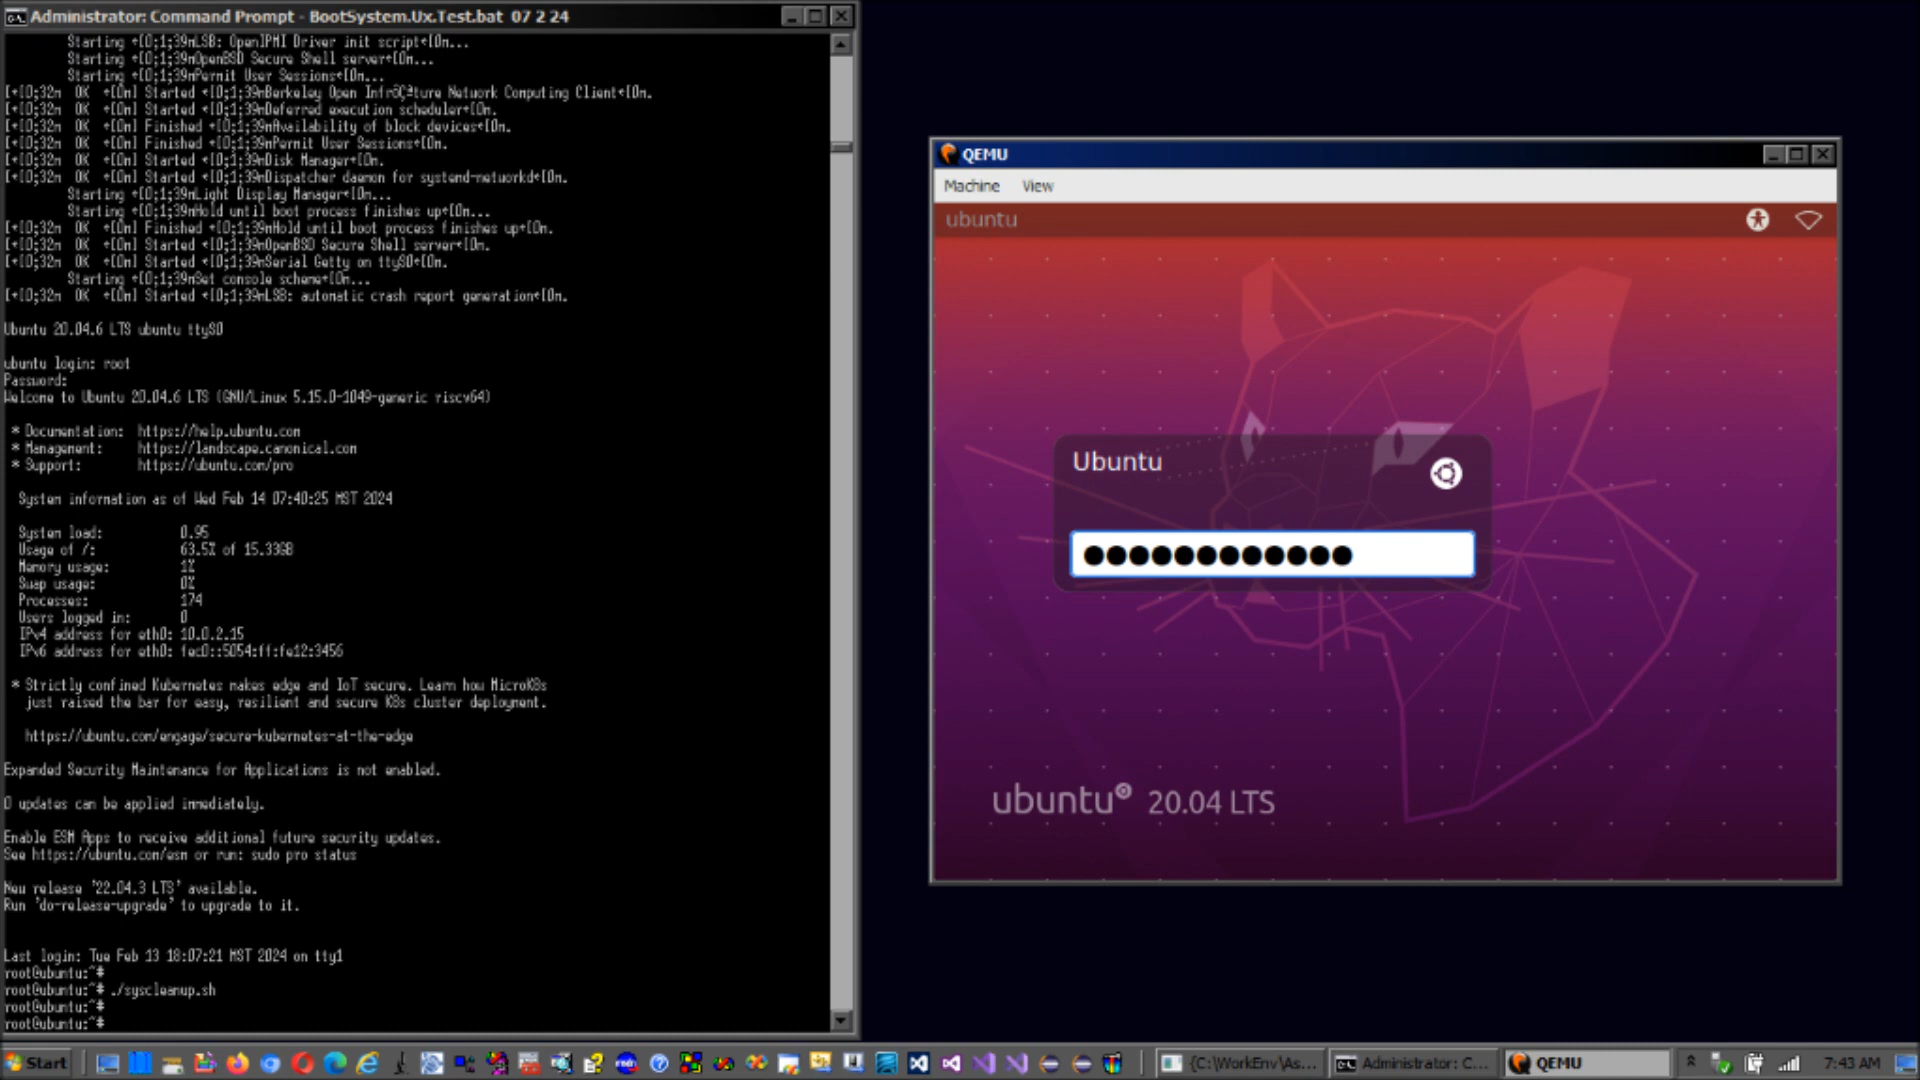 Administrator: Command Prompt - BootSystem.Ux.Test.bat 07 2 24
Starting ←[0;1;39mLSB: OpenIPMI Driver init script←[0m...
Starting ←[0;1;39mOpenBSD Secure Shell server←[0m...
Starting ←[0;1;39mPermit User Sessions←[0m...
[←[0;32m  OK  ←[0m] Started ←[0;1;39mBerkeley Open Network Computing Client←[0m.
[←[0;32m  OK  ←[0m] Started ←[0;1;39mDeferred execution scheduler←[0m.
[←[0;32m  OK  ←[0m] Finished ←[0;1;39mAvailability of block devices←[0m.
[←[0;32m  OK  ←[0m] Finished ←[0;1;39mPermit User Sessions←[0m.
[←[0;32m  OK  ←[0m] Started ←[0;1;39mDisk Manager←[0m.
[←[0;32m  OK  ←[0m] Started ←[0;1;39mDispatcher daemon for systemd-networkd←[0m.
Starting ←[0;1;39mLight Display Manager←[0m...
Starting ←[0;1;39mHold until boot process finishes up←[0m...
[←[0;32m  OK  ←[0m] Finished ←[0;1;39mHold until boot process finishes up←[0m.
[←[0;32m  OK  ←[0m] Started ←[0;1;39mOpenBSD Secure Shell server←[0m.
[←[0;32m  OK  ←[0m] Started ←[0;1;39mSerial Getty on ttyS0←[0m.
Starting ←[0;1;39mSet console scheme←[0m...
[←[0;32m  OK  ←[0m] Started ←[0;1;39mLSB: automatic crash report generation←[0m.
Ubuntu 20.04.6 LTS ubuntu ttyS0
ubuntu login: root
Password:
Welcome to Ubuntu 20.04.6 LTS (GNU/Linux 5.15.0-1049-generic riscv64)
* Documentation:  https://help.ubuntu.com
* Management:     https://landscape.canonical.com
* Support:        https://ubuntu.com/pro
System information as of Wed Feb 14 07:40:25 MST 2024
System load:           0.95
Usage of /:            63.5% of 15.33GB
Memory usage:          1%
Swap usage:            0%
Processes:             174
Users logged in:       0
IPv4 address for eth0: 10.0.2.15
IPv6 address for eth0: fec0::5054:ff:fe12:3456
* Strictly confined Kubernetes makes edge and IoT secure. Learn how MicroK8s
just raised the bar for easy, resilient and secure K8s cluster deployment.
https://ubuntu.com/engage/secure-kubernetes-at-the-edge
Expanded Security Maintenance for Applications is not enabled.
0 updates can be applied immediately.
Enable ESM Apps to receive additional future security updates.
See https://ubuntu.com/esm or run: sudo pro status
New release '22.04.3 LTS' available.
Run 'do-release-upgrade' to upgrade to it.
Last login: Tue Feb 13 18:07:21 MST 2024 on tty1
root@ubuntu:~#
root@ubuntu:~# ./syscleanup.sh
root@ubuntu:~#
root@ubuntu:~#
QEMU
Machine View
ubuntu
Ubuntu
ubuntu 20.04 LTS
Start {C:\WorkEnv\As... Administrator: C... QEMU 7:43 AM